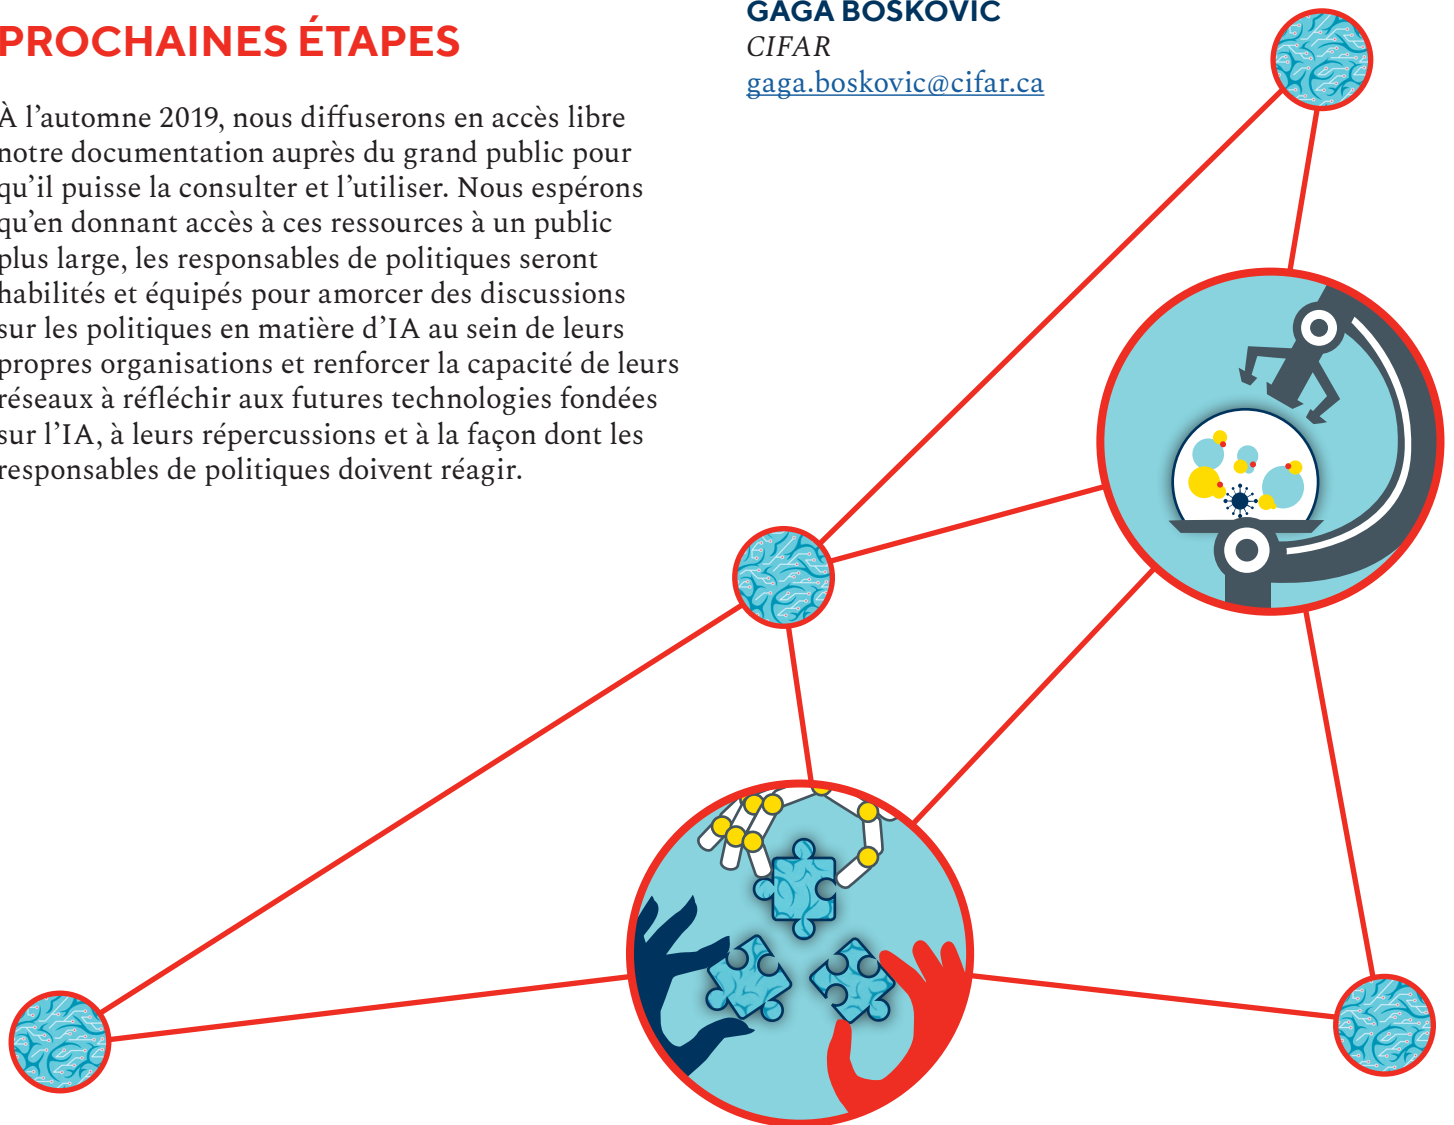 PROCHAINES ÉTAPES
À l’automne 2019, nous diffuserons en accès libre
notre documentation auprès du grand public pour
qu’il puisse la consulter et l’utiliser. Nous espérons
qu’en donnant accès à ces ressources à un public
plus large, les responsables de politiques seront
habilités et équipés pour amorcer des discussions
sur les politiques en matière d’IA au sein de leurs
propres organisations et renforcer la capacité de leurs
réseaux à réfléchir aux futures technologies fondées
sur l’IA, à leurs répercussions et à la façon dont les
responsables de politiques doivent réagir.
GAGA BOSKOVIC
CIFAR
gaga.boskovic@cifar.ca